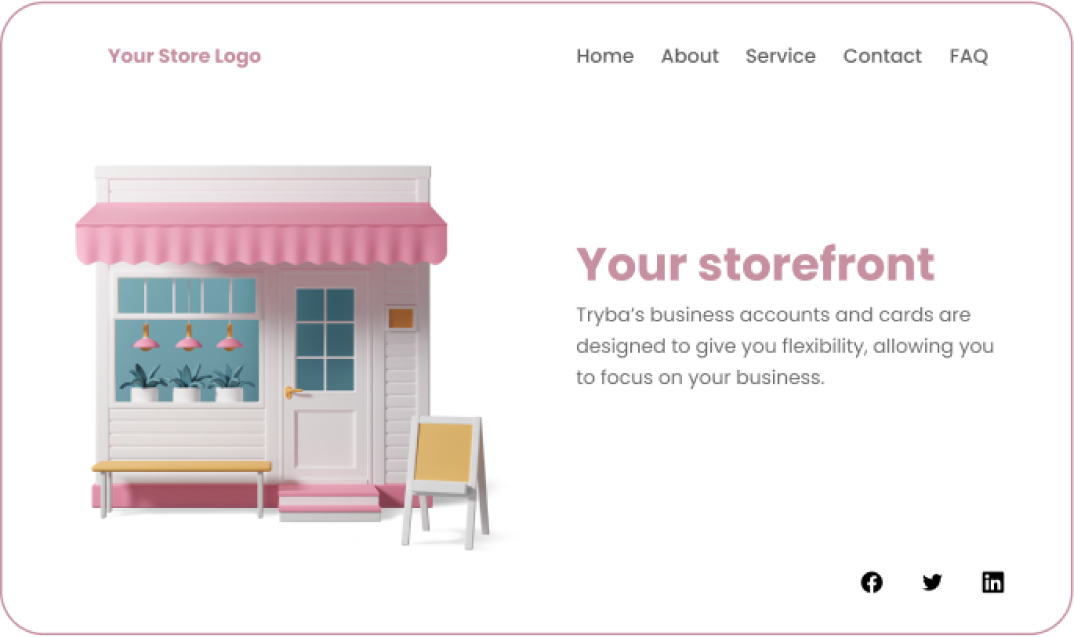 Your Store Logo
Home About Service Contact FAQ
Your storefront
Tryba's business accounts and cards are
designed to give you flexibility, allowing you
to focus on your business.